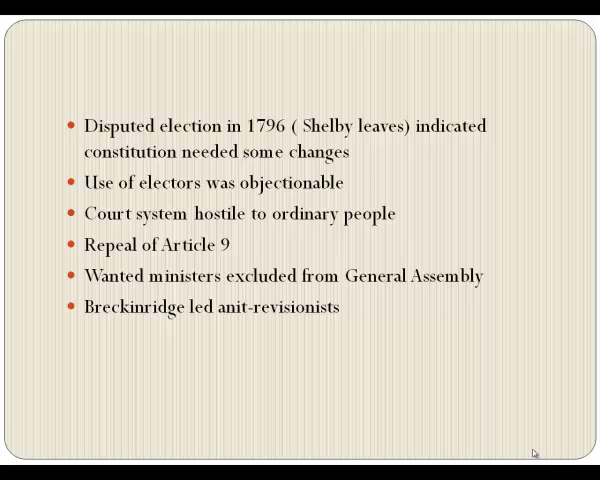 • Disputed election in 1796 ( Shelby leaves) indicated
constitution needed some changes
• Use of electors was objectionable
• Court system hostile to ordinary people
• Repeal of Article 9
• Wanted ministers excluded from General Assembly
• Breckinridge led anit-revisionists